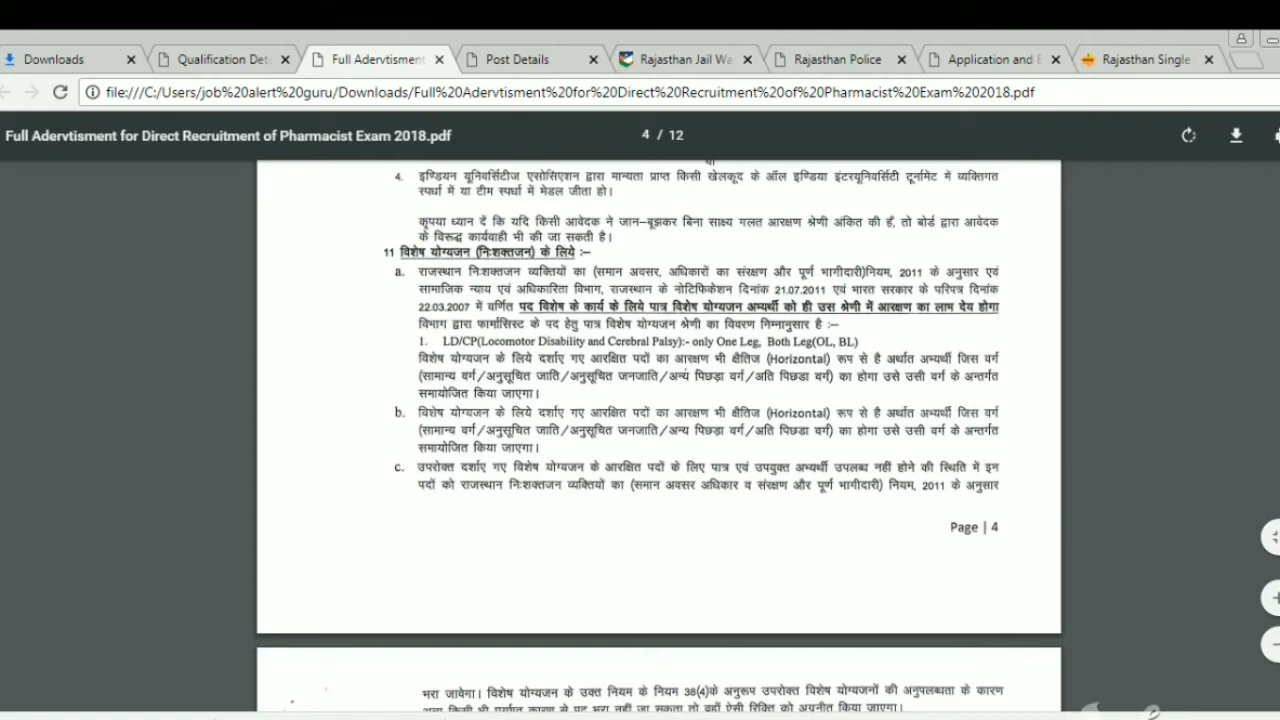 Downloads
Qualification Det
Full Adervtisment
Post Details
Rajasthan Jail Wa
Rajasthan Police
Application and E
Rajasthan Single
file:///C:/Users/job%20alert%20guru/Downloads/Full%20Adervtisment%20for%20Direct%20Recruitment%20of%20Pharmacist%20Exam%202018.pdf
Full Adervtisment for Direct Recruitment of Pharmacist Exam 2018.pdf
4 / 12
या
4. इण्डियन यूनिवर्सिटीज एसोसिएशन द्वारा मान्यता प्राप्त किसी खेलकूद के ऑल इण्डिया इंटरयूनिवर्सिटी टूर्नामेंट में व्यक्तिगत
स्पर्धा में या टीम स्पर्धा में मेडल जीता हो।
कृपया ध्यान दें कि यदि किसी आवेदक ने जान–बूझकर बिना साक्ष्य गलत आरक्षण श्रेणी अंकित की हैं, तो बोर्ड द्वारा आवेदक
के विरूद्ध कार्यवाही भी की जा सकती है।
11 विशेष योग्यजन (निःशक्तजन) के लिये :–
a. राजस्थान निःशक्तजन व्यक्तियों का (समान अवसर, अधिकारों का संरक्षण और पूर्ण भागीदारी)नियम, 2011 के अनुसार एवं
सामाजिक न्याय एवं अधिकारिता विभाग, राजस्थान के नोटिफिकेशन दिनांक 21.07.2011 एवं भारत सरकार के परिपत्र दिनांक
22.03.2007 में वर्णित पद विशेष के कार्य के लिये पात्र विशेष योग्यजन अभ्यर्थी को ही उस श्रेणी में आरक्षण का लाभ देय होगा
विभाग द्वारा फार्मासिस्ट के पद हेतु पात्र विशेष योग्यजन श्रेणी का विवरण निम्नानुसार है :–
1. LD/CP(Locomotor Disability and Cerebral Palsy):- only One Leg, Both Leg(OL, BL)
विशेष योग्यजन के लिये दर्शाए गए आरक्षित पदों का आरक्षण भी क्षैतिज (Horizontal) रूप से है अर्थात अभ्यर्थी जिस वर्ग
(सामान्य वर्ग/अनुसूचित जाति/अनुसूचित जनजाति/अन्य पिछड़ा वर्ग/अति पिछडा वर्ग) का होगा उसे उसी वर्ग के अन्तर्गत
समायोजित किया जाएगा।
b. विशेष योग्यजन के लिये दर्शाए गए आरक्षित पदों का आरक्षण भी क्षैतिज (Horizontal) रूप से है अर्थात अभ्यर्थी जिस वर्ग
(सामान्य वर्ग/अनुसूचित जाति/अनुसूचित जनजाति/अन्य पिछड़ा वर्ग/अति पिछडा वर्ग) का होगा उसे उसी वर्ग के अन्तर्गत
समायोजित किया जाएगा।
c. उपरोक्त दर्शाए गए विशेष योग्यजन के आरक्षित पदों के लिए पात्र एवं उपयुक्त अभ्यर्थी उपलब्ध नहीं होने की स्थिति में इन
पदों को राजस्थान निःशक्तजन व्यक्तियों का (समान अवसर अधिकार व संरक्षण और पूर्ण भागीदारी) नियम, 2011 के अनुसार
Page | 4
भरा जावेगा। विशेष योग्यजन के उक्त नियम के नियम 38(4)के अनुरूप उपरोक्त विशेष योग्यजनों की अनुपलब्धता के कारण
किसी भी पर्याप्त कारण से पद भरा नहीं जा सकता तो वहाँ ऐसी रिक्ति को अग्रनीत किया जाएगा।